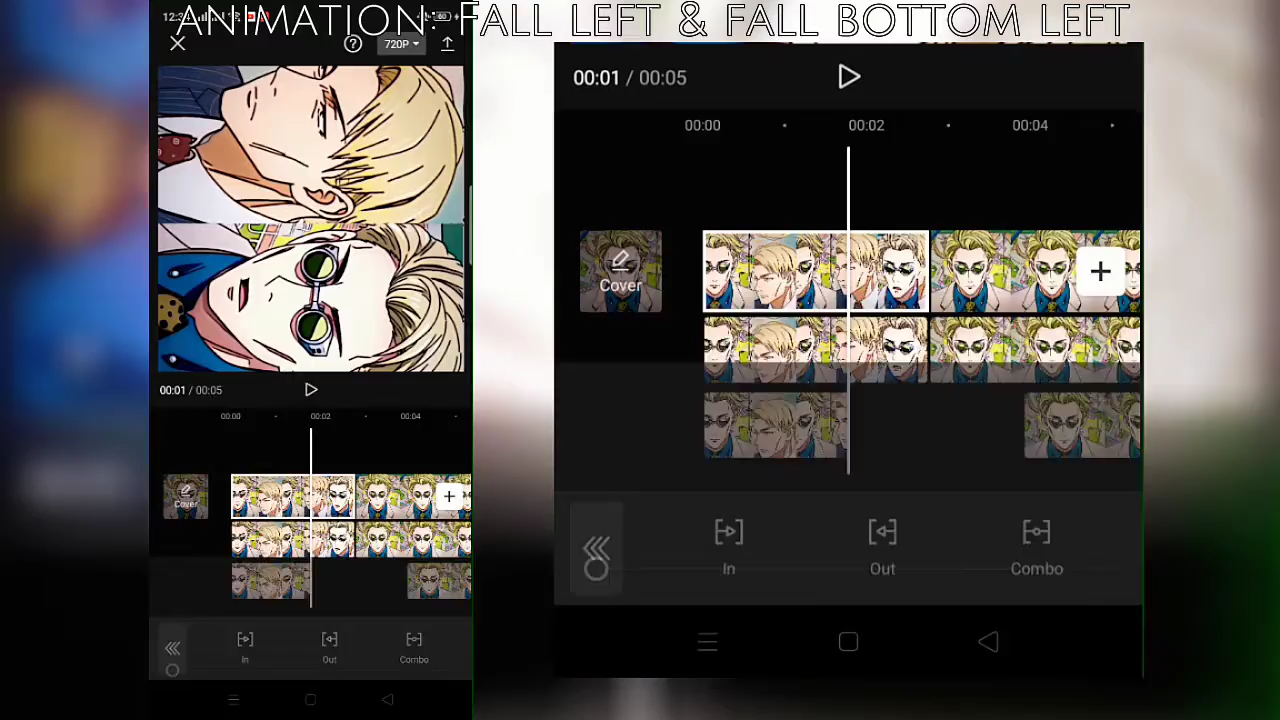 ANIMATION: FALL LEFT & FALL BOTTOM LEFT
720P
00:01 / 00:05
00:00 00:02 00:04
Cover
In Out Combo
00:01 / 00:05
00:00 00:02 00:04
Cover
In Out Combo